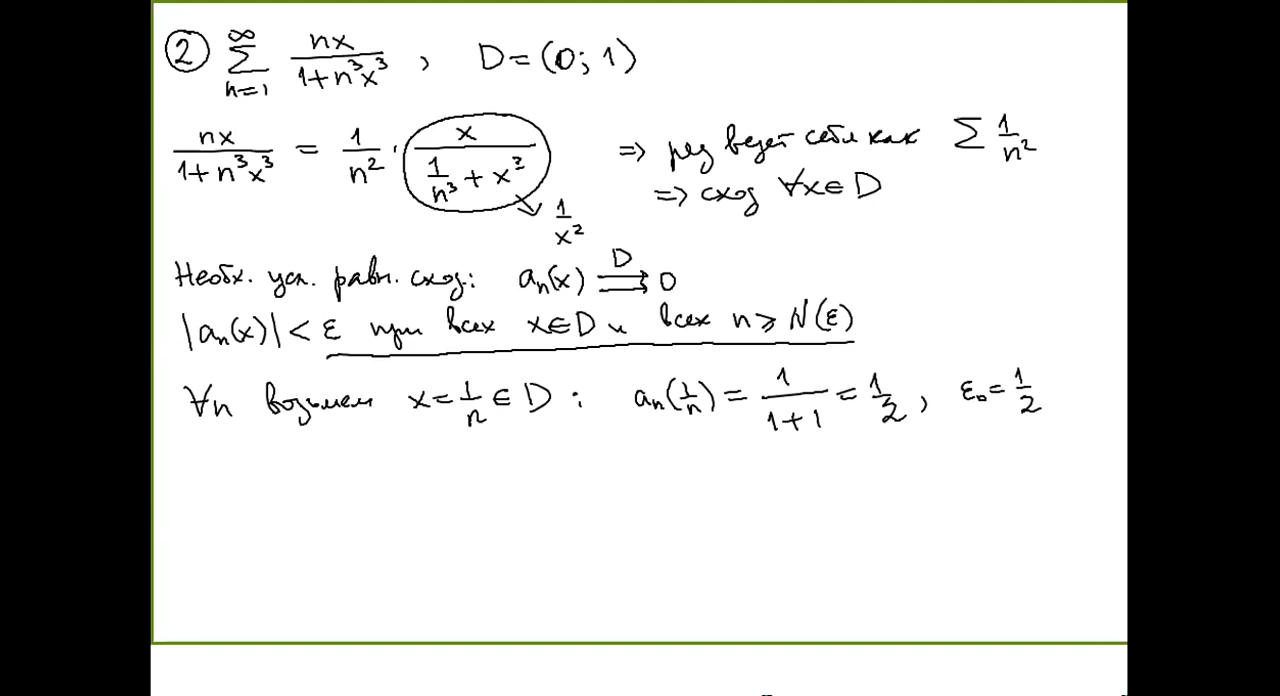 ② ∑_{n=1}^{∞} nx/(1+n³x³), D=(0; 1)
nx/(1+n³x³) = 1/n² · x/(1/n³ + x³) ⇒ ряд ведет себя как ∑ 1/n²
↘ 1/x² ⇒ сход ∀x∈D
Необх. усл. равн. сход: aₙ(x) ⇉^D 0
|aₙ(x)| < ε при всех x∈D и всех n ⩾ N(ε)
∀n возьмем x = 1/n ∈ D : aₙ(1/n) = 1/(1+1) = 1/2, ε₀ = 1/2